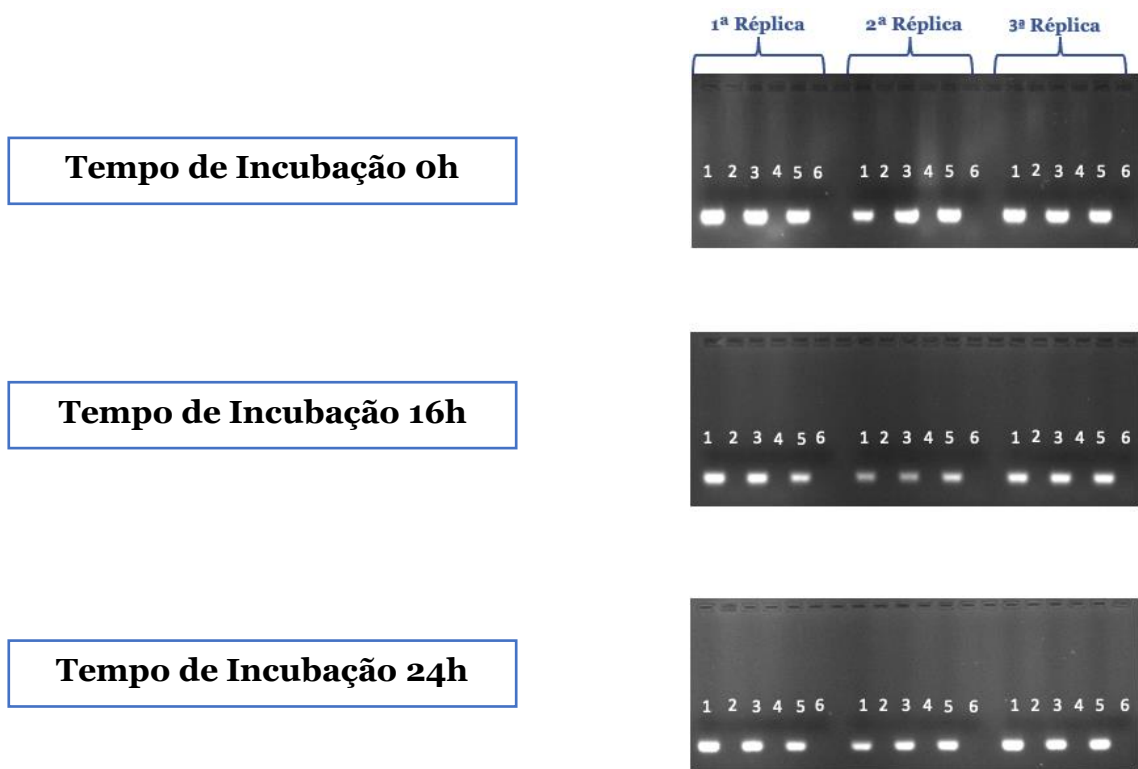 1ª Réplica 2ª Réplica 3ª Réplica
Tempo de Incubação 0h
1 2 3 4 5 6 1 2 3 4 5 6 1 2 3 4 5 6
Tempo de Incubação 16h
1 2 3 4 5 6 1 2 3 4 5 6 1 2 3 4 5 6
Tempo de Incubação 24h
1 2 3 4 5 6 1 2 3 4 5 6 1 2 3 4 5 6